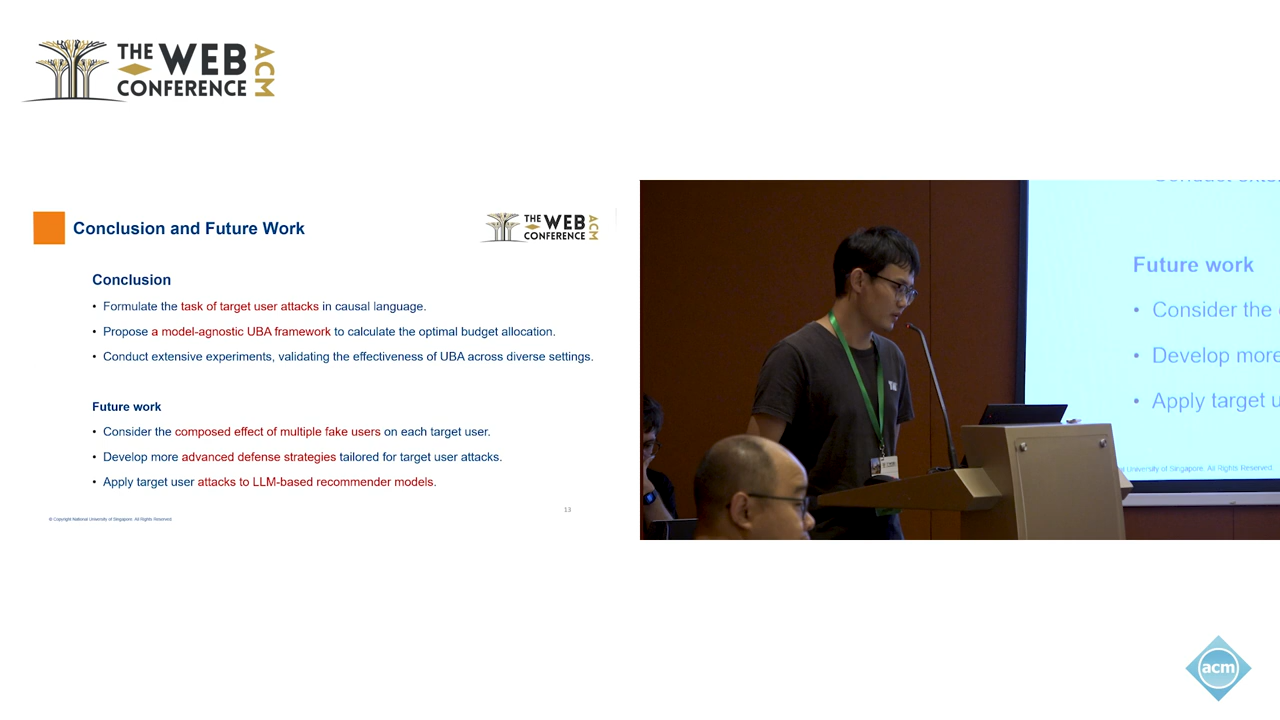 THE WEB
CONFERENCE
ACM
Conclusion and Future Work
THE WEB
CONFERENCE
ACM
Conclusion
• Formulate the task of target user attacks in causal language.
• Propose a model-agnostic UBA framework to calculate the optimal budget allocation.
• Conduct extensive experiments, validating the effectiveness of UBA across diverse settings.
Future work
• Consider the composed effect of multiple fake users on each target user.
• Develop more advanced defense strategies tailored for target user attacks.
• Apply target user attacks to LLM-based recommender models.
13
© Copyright National University of Singapore. All Rights Reserved.
Future work
• Consider the
• Develop more
• Apply target u
University of Singapore. All Rights Reserved
acm